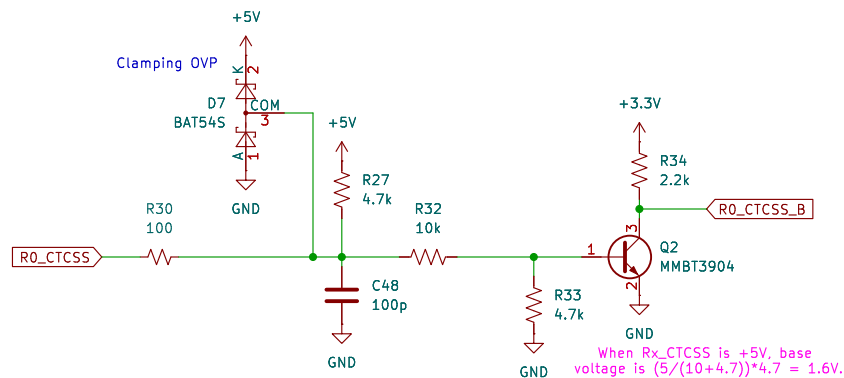 +5V
Clamping OVP
K
2
D7
COM
BAT54S
3
A
1
GND
+5V
R27
4.7k
+3.3V
R34
2.2k
R0_CTCSS_B
R30
100
R0_CTCSS
R32
10k
C48
100p
GND
R33
4.7k
GND
1
3
2
Q2
MMBT3904
GND
When Rx_CTCSS is +5V, base
voltage is (5/(10+4.7))*4.7 = 1.6V.